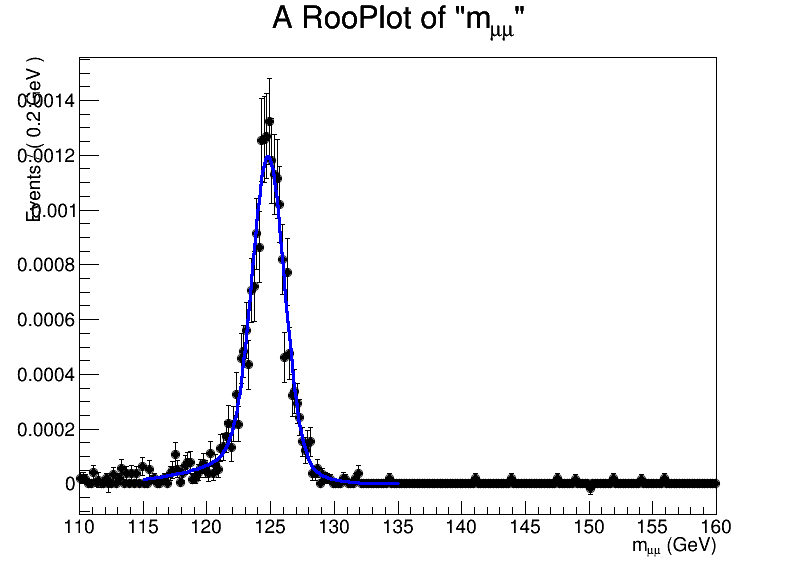 A RooPlot of "mμμ"
Events / ( 0.2 GeV )
0.0014
0.0012
0.001
0.0008
0.0006
0.0004
0.0002
0
110 115 120 125 130 135 140 145 150 155 160
mμμ (GeV)